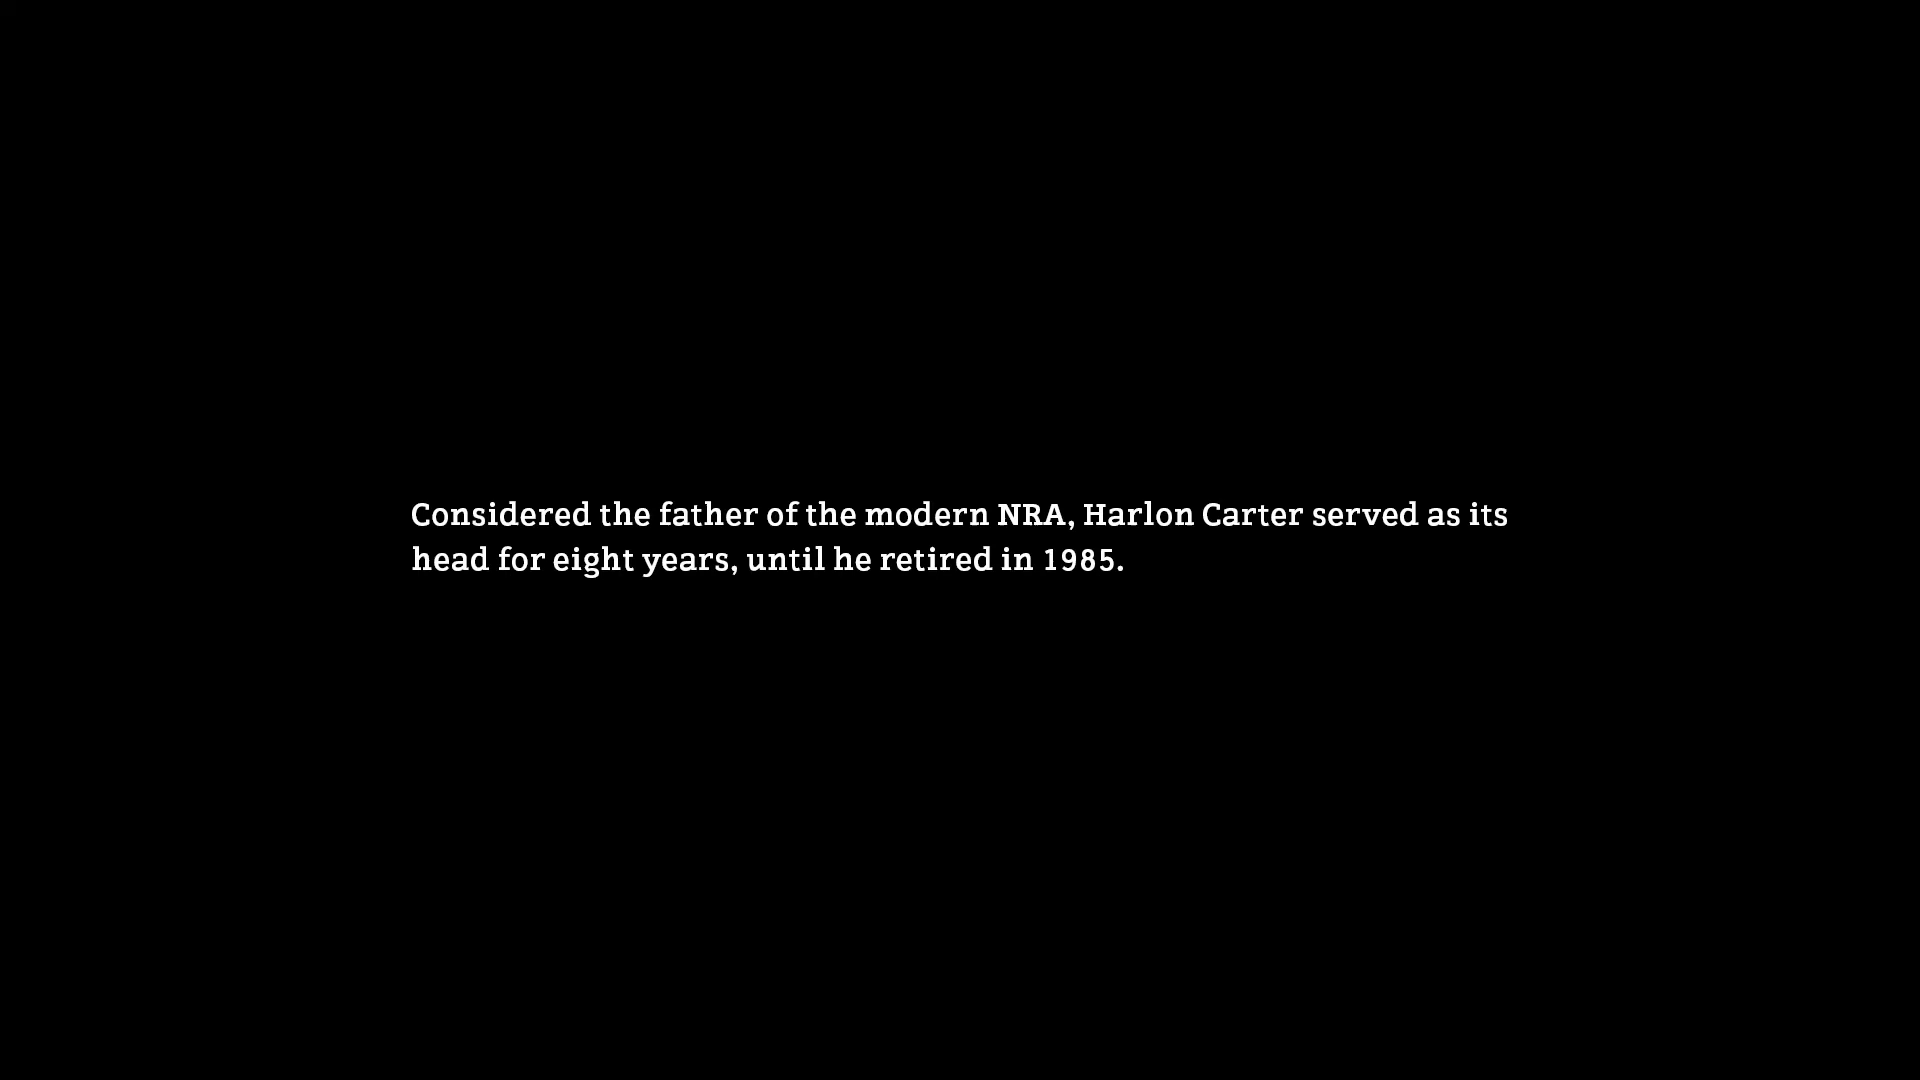 Considered the father of the modern NRA, Harlon Carter served as its
head for eight years, until he retired in 1985.